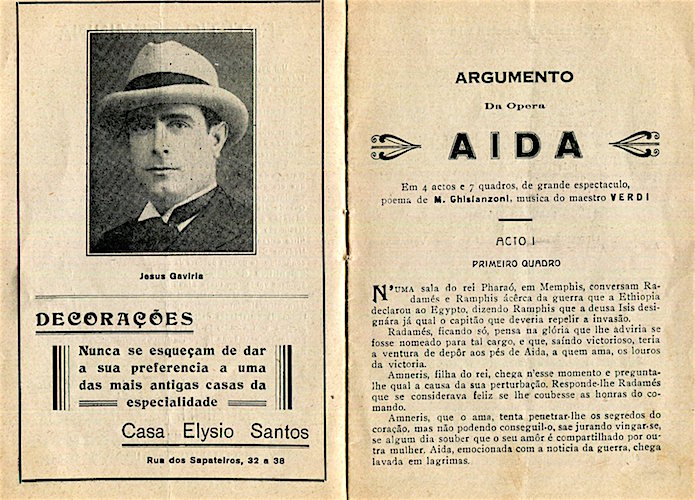 Jesus Gaviria
DECORAÇÕES
Nunca se esqueçam de dar
a sua preferencia a uma
das mais antigas casas da
especialidade
Casa Elysio Santos
Rua dos Sapateiros, 32 a 38
ARGUMENTO
Da Opera
AIDA
Em 4 actos e 7 quadros, de grande espectaculo,
poema de M. Ghislanzoni, musica do maestro VERDI
ACTO I
PRIMEIRO QUADRO
N'UMA sala do rei Pharaó, em Memphis, conversam Ra-
damés e Ramphis ácêrca da guerra que a Ethiopia
declarou ao Egypto, dizendo Ramphis que a deusa Isis desi-
gnára já qual o capitão que deveria repelir a invasão.
Radamés, ficando só, pensa na glória que lhe adviria se
fosse nomeado para tal cargo, e que, saíndo victorioso, teria
a ventura de depôr aos pés de Aida, a quem ama, os louros
da victoria.
Amneris, filha do rei, chega n'esse momento e pregunta-
lhe qual a causa da sua perturbação. Responde-lhe Radamés
que se considerava feliz se lhe coubesse as honras do co-
mando.
Amneris, que o ama, tenta penetrar-lhe os segredos do
coração, mas não podendo conseguil-o, sae jurando vingar-se,
se algum dia souber que o seu amôr é compartilhado por ou-
tra mulher. Aida, emocionada com a noticia da guerra, chega
lavada em lagrimas.